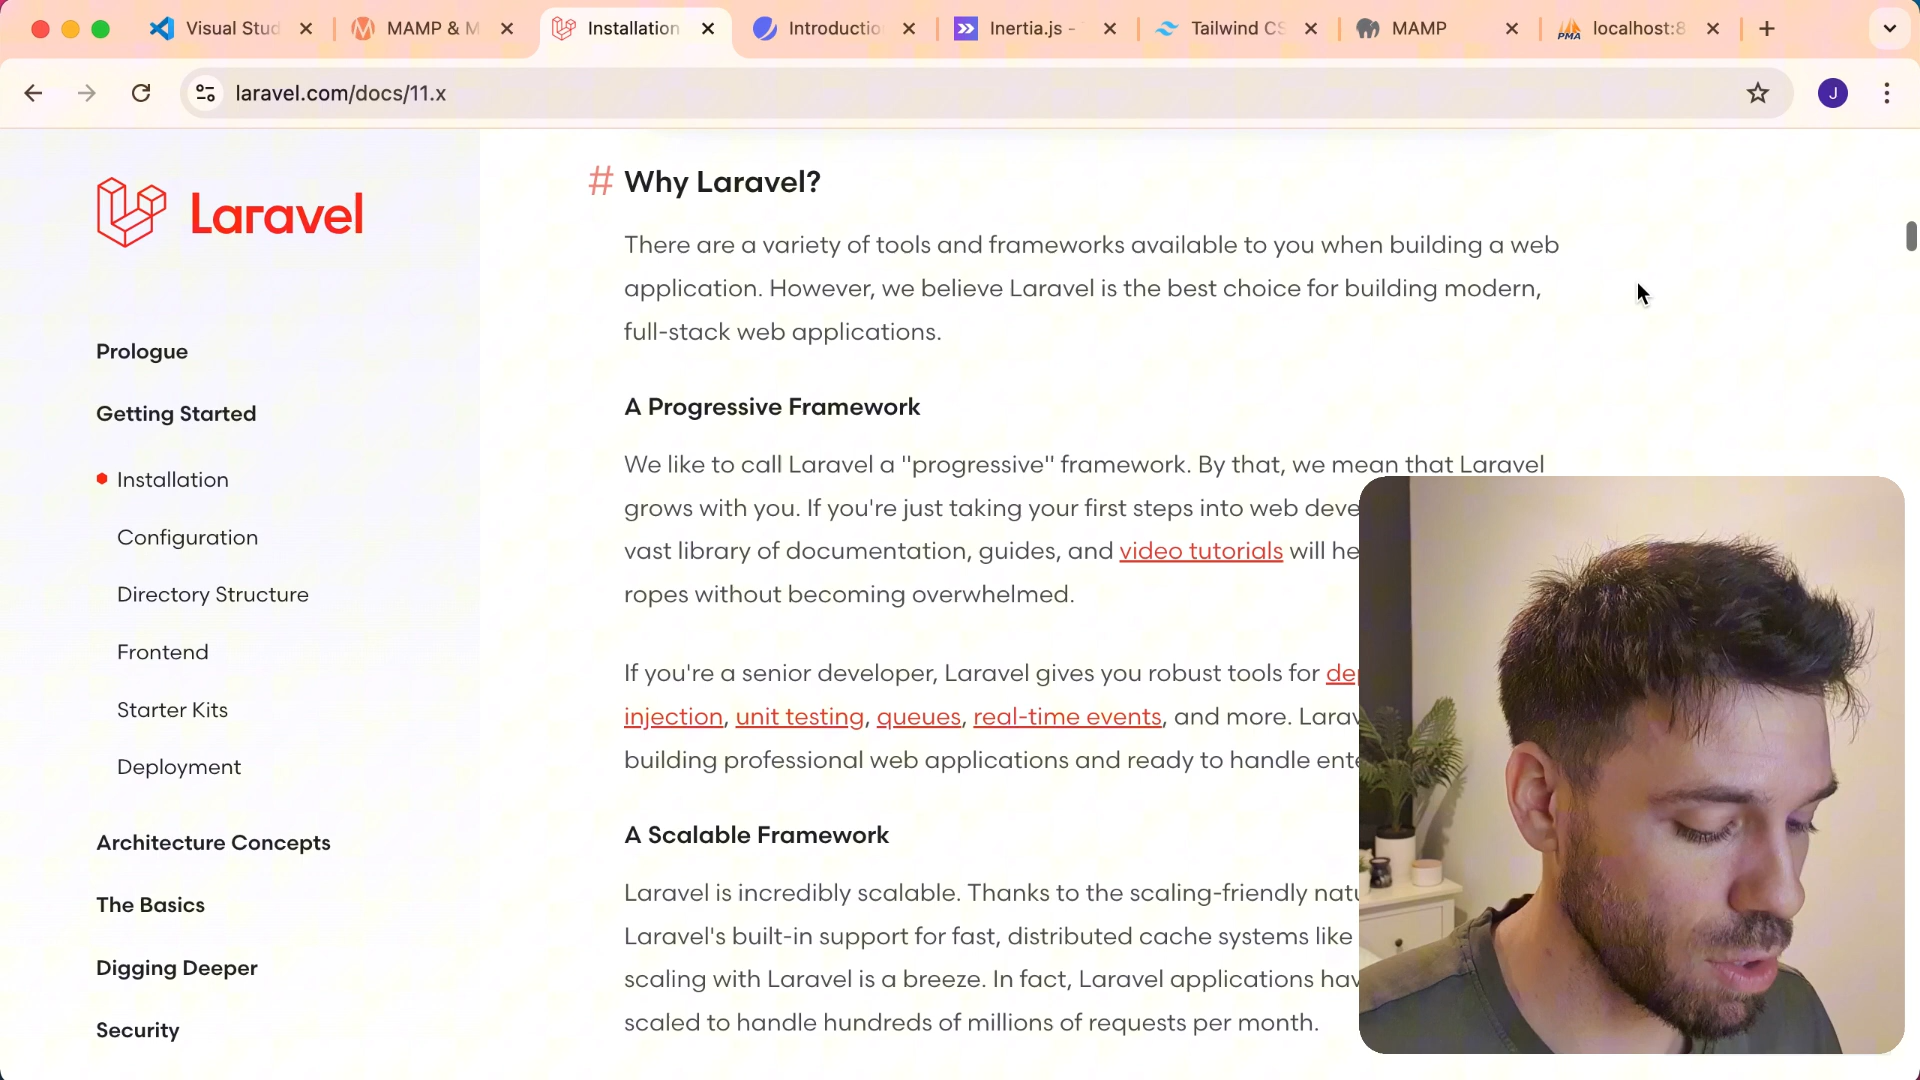 Visual Stud
MAMP & M
Installation
Introductio
Inertia.js -
Tailwind CS
MAMP
PMA
localhost:8
laravel.com/docs/11.x
J
Laravel
Prologue
Getting Started
Installation
Configuration
Directory Structure
Frontend
Starter Kits
Deployment
Architecture Concepts
The Basics
Digging Deeper
Security
# Why Laravel?
There are a variety of tools and frameworks available to you when building a web
application. However, we believe Laravel is the best choice for building modern,
full-stack web applications.
A Progressive Framework
We like to call Laravel a "progressive" framework. By that, we mean that Laravel
grows with you. If you're just taking your first steps into web deve
vast library of documentation, guides, and video tutorials will he
ropes without becoming overwhelmed.
If you're a senior developer, Laravel gives you robust tools for de
injection, unit testing, queues, real-time events, and more. Larav
building professional web applications and ready to handle ente
A Scalable Framework
Laravel is incredibly scalable. Thanks to the scaling-friendly natu
Laravel's built-in support for fast, distributed cache systems like
scaling with Laravel is a breeze. In fact, Laravel applications hav
scaled to handle hundreds of millions of requests per month.